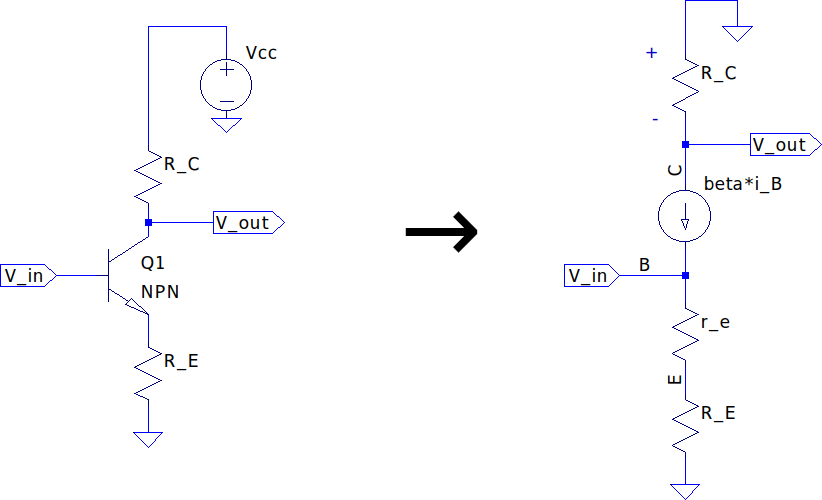 Vcc
R_C
V_out
V_in
Q1
NPN
R_E
+
R_C
-
V_out
C
beta*i_B
V_in
B
r_e
E
R_E